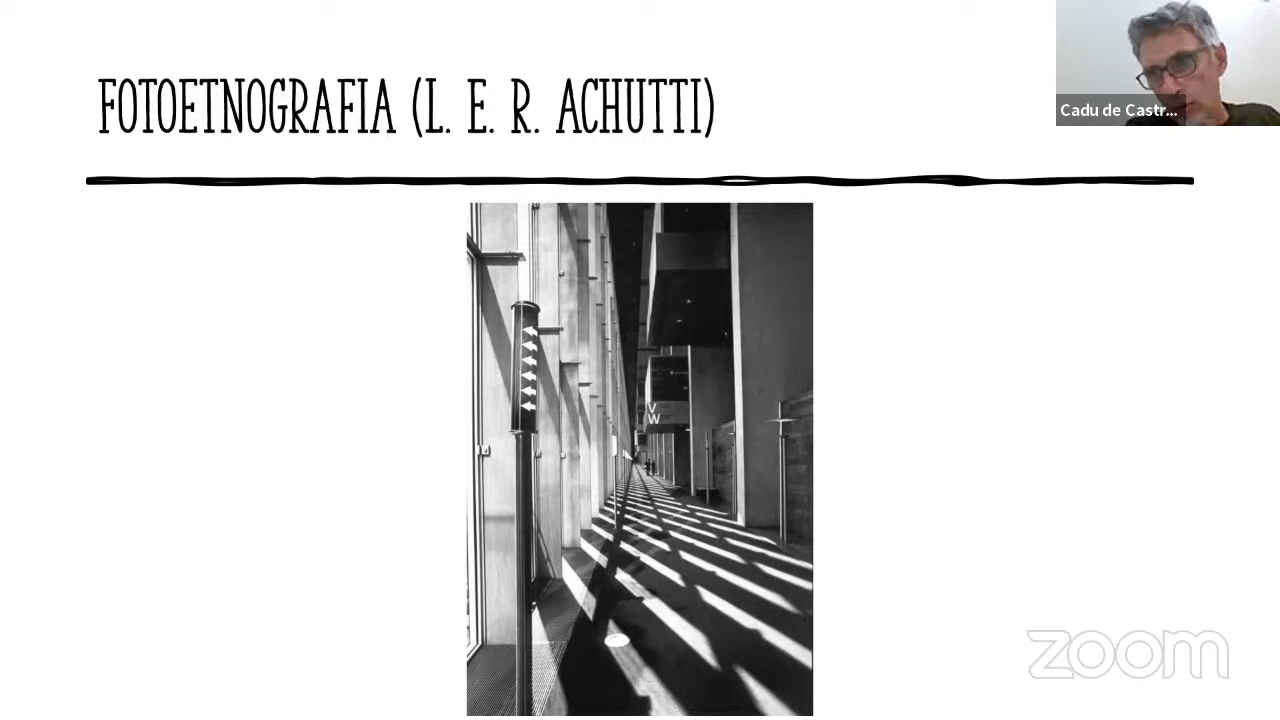 FOTOETNOGRAFIA (L. E. R. ACHUTTI)
Cadu de Castr...
V
W
zoom